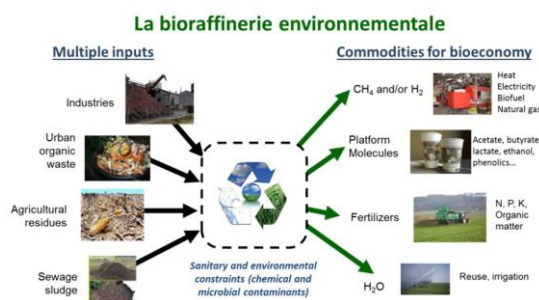 La bioraffinerie environnementale
Multiple inputs
Commodities for bioeconomy
Industries
Urban
organic
waste
Agricultural
residues
Sewage
sludge
Sanitary and environmental
constraints (chemical and
microbial contaminants)
CH₄ and/or H₂
Heat
Electricity
Biofuel
Natural gas
Platform
Molecules
Acetate, butyrate
lactate, ethanol,
phenolics...
Fertilizers
N, P, K,
Organic
matter
H₂O
Reuse, irrigation